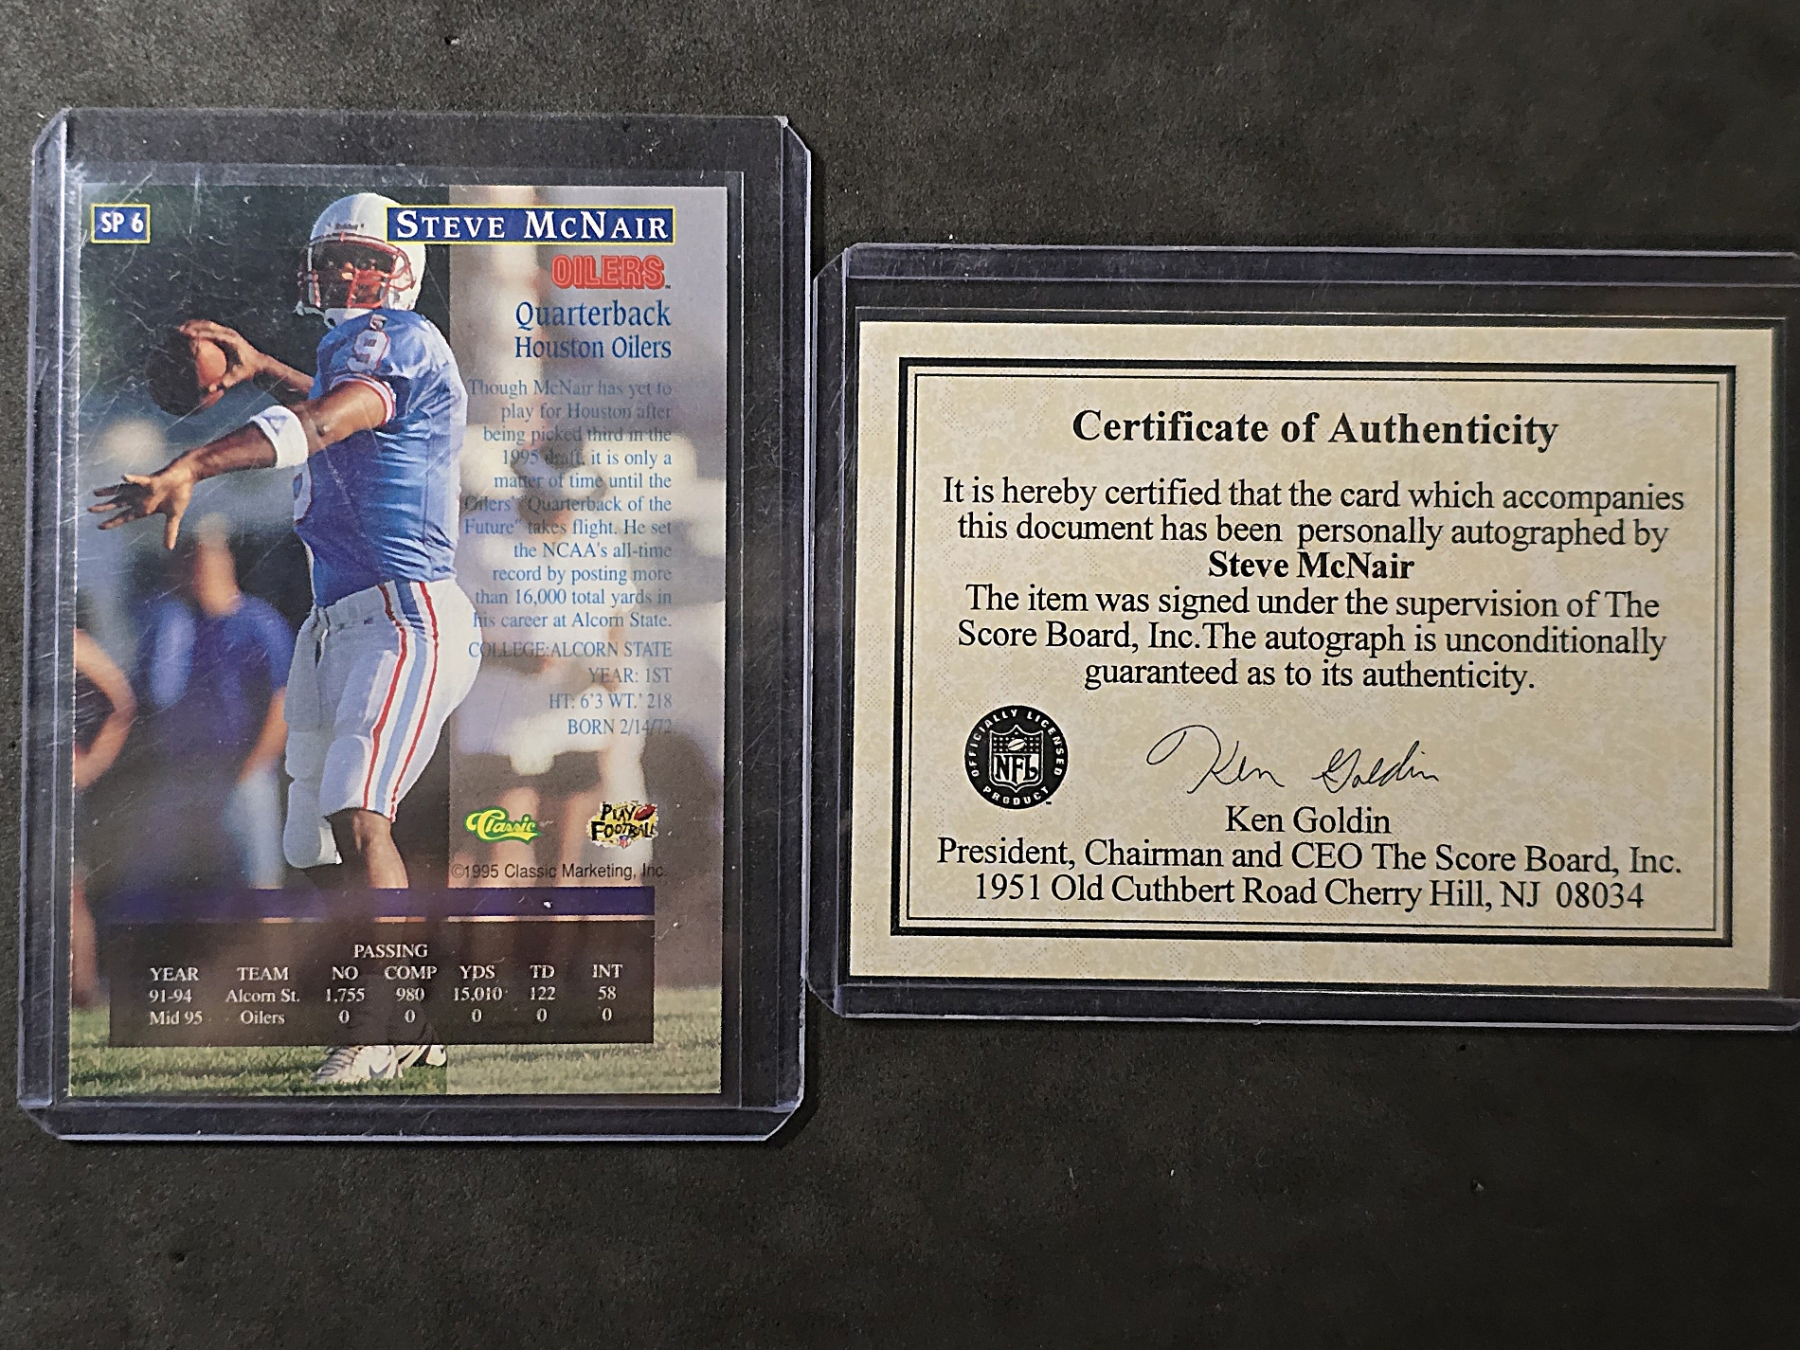 SP 6
STEVE MCNAIR
OILERS
Quarterback
Houston Oilers
Though McNair has yet to
play for Houston after
being picked third in the
1995 draft, it is only a
matter of time until the
Oilers' "Quarterback of the
Future" takes flight. He set
the NCAA's all-time
record by posting more
than 16,000 total yards in
his career at Alcorn State.
COLLEGE:ALCORN STATE
YEAR: 1ST
HT: 6'3 WT.' 218
BORN 2/14/72
Classic
PLAY
FOOTBALL
©1995 Classic Marketing, Inc.
PASSING
YEAR TEAM NO COMP YDS TD INT
91-94 Alcorn St. 1,755 980 15,010 122 58
Mid 95 Oilers 0 0 0 0 0
9
Certificate of Authenticity
It is hereby certified that the card which accompanies
this document has been personally autographed by
Steve McNair
The item was signed under the supervision of The
Score Board, Inc.The autograph is unconditionally
guaranteed as to its authenticity.
OFFICIALLY LICENSED
NFL
PRODUCT
Ken Goldin
Ken Goldin
President, Chairman and CEO The Score Board, Inc.
1951 Old Cuthbert Road Cherry Hill, NJ 08034